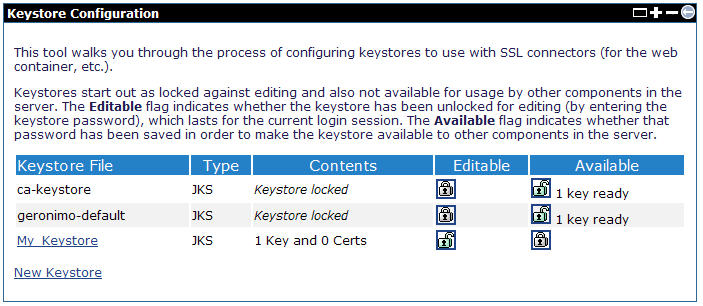 Keystore Configuration
This tool walks you through the process of configuring keystores to use with SSL connectors (for the web
container, etc.).
Keystores start out as locked against editing and also not available for usage by other components in the
server. The Editable flag indicates whether the keystore has been unlocked for editing (by entering the
keystore password), which lasts for the current login session. The Available flag indicates whether that
password has been saved in order to make the keystore available to other components in the server.
Keystore File Type Contents Editable Available
ca-keystore JKS Keystore locked 1 key ready
geronimo-default JKS Keystore locked 1 key ready
My_Keystore JKS 1 Key and 0 Certs
New Keystore